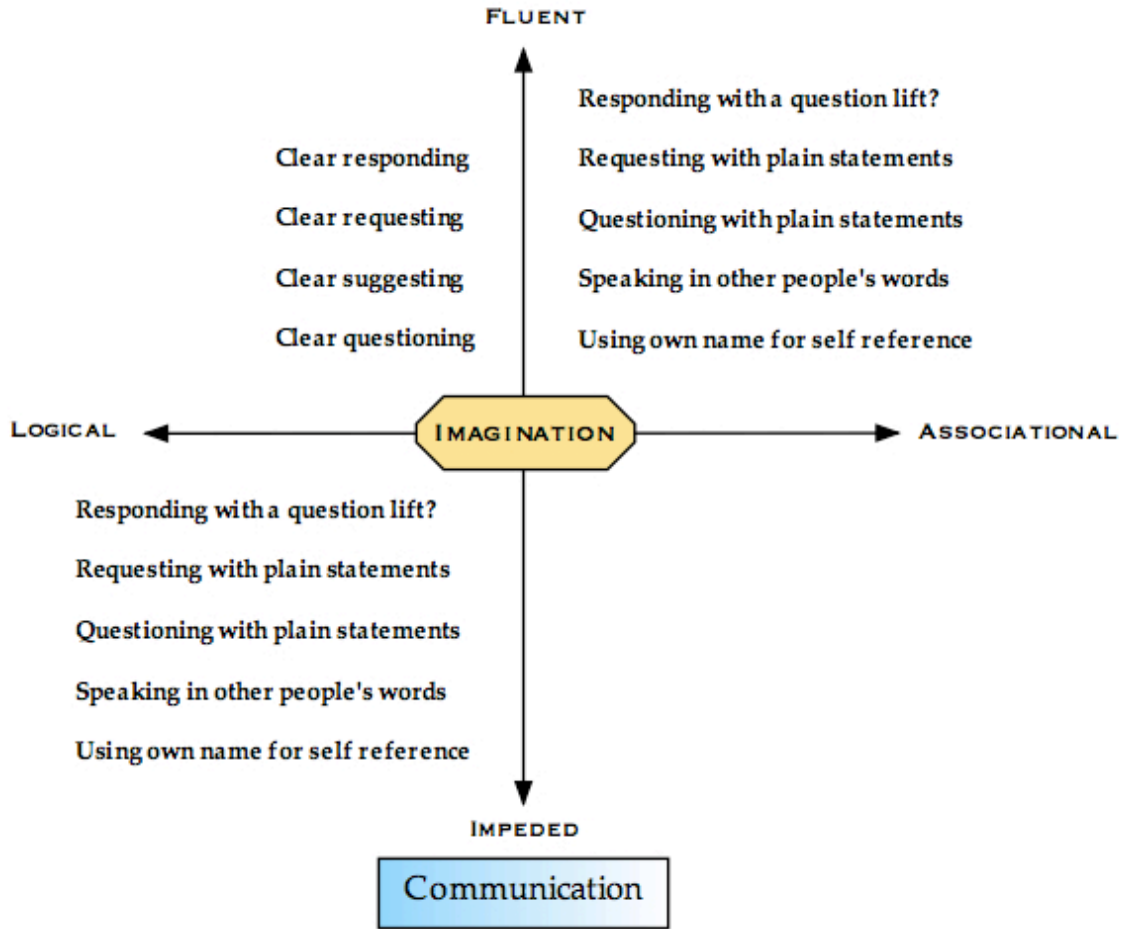 FLUENT
Responding with a question lift?
Clear responding
Requesting with plain statements
Clear requesting
Questioning with plain statements
Clear suggesting
Speaking in other people's words
Clear questioning
Using own name for self reference
LOGICAL
IMAGINATION
ASSOCIATIONAL
Responding with a question lift?
Requesting with plain statements
Questioning with plain statements
Speaking in other people's words
Using own name for self reference
IMPEDED
Communication